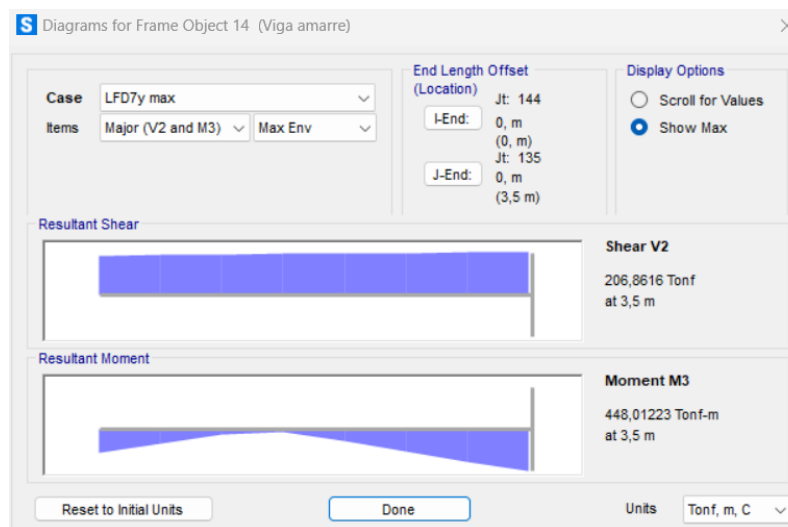 S Diagrams for Frame Object 14 (Viga amarre)
Case LFD7y max
Items Major (V2 and M3) Max Env
End Length Offset
(Location)
Jt: 144
I-End: 0, m
(0, m)
Jt: 135
J-End: 0, m
(3,5 m)
Display Options
Scroll for Values
Show Max
Resultant Shear
Shear V2
206,8616 Tonf
at 3,5 m
Resultant Moment
Moment M3
448,01223 Tonf-m
at 3,5 m
Reset to Initial Units
Done
Units Tonf, m, C